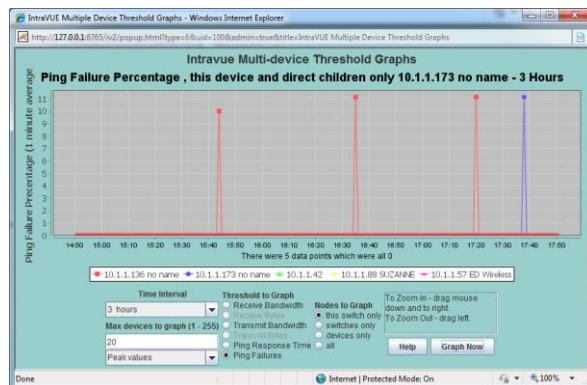 IntraVUE Multiple Device Threshold Graphs - Windows Internet Explorer
http://127.0.0.1:8765/iv2/popup.html?type=6&uid=100&admin=true&title=IntraVUE Multiple Device Threshold Graphs
Intravue Multi-device Threshold Graphs
Ping Failure Percentage , this device and direct children only 10.1.1.173 no name - 3 Hours
Ping Failure Precentage (1 minute average
11
10
9
8
7
6
5
4
3
2
1
0
14:50 15:00 15:10 15:20 15:30 15:40 15:50 16:00 16:10 16:20 16:30 16:40 16:50 17:00 17:10 17:20 17:30 17:40 17:50
There were 5 data points which were all 0
10.1.1.136 no name 10.1.1.173 no name 10.1.1.42 10.1.1.88 SUZANNE 10.1.1.57 ED Wireless
Time Interval
3 hours
Max devices to graph (1 - 255)
20
Peak values
Threshold to Graph
Receive Bandwidth
Receive Bytes
Transmit Bandwidth
Transmit Bytes
Ping Response Time
Ping Failures
Nodes to Graph
this switch only
switches only
devices only
all
To Zoom In - drag mouse
down and to right.
To Zoom Out - drag left.
Help Graph Now
Done Internet | Protected Mode: On 100%